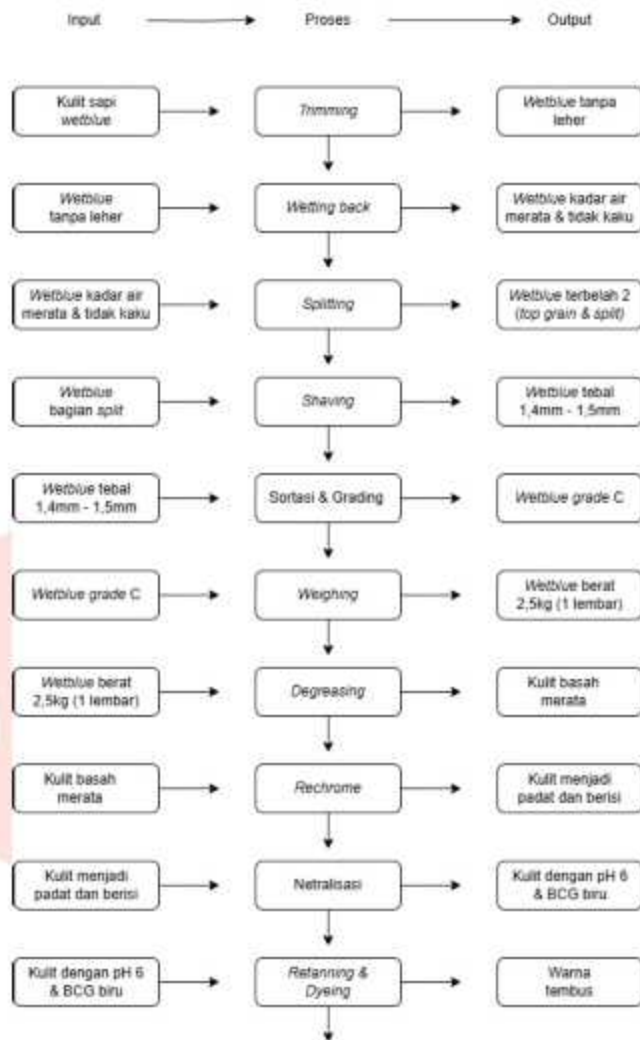 Input Proses Output
Kulit sapi
wetblue
Trimming
Wetblue tanpa
leher
Wetblue
tanpa leher
Wetting back
Wetblue kadar air
merata & tidak kaku
Wetblue kadar air
merata & tidak kaku
Splitting
Wetblue terbelah 2
(top grain & split)
Wetblue
bagian split
Shaving
Wetblue tebal
1,4mm - 1,5mm
Wetblue tebal
1,4mm - 1,5mm
Sortasi & Grading
Wetblue grade C
Wetblue grade C
Weighing
Wetblue berat
2,5kg (1 lembar)
Wetblue berat
2,5kg (1 lembar)
Degreasing
Kulit basah
merata
Kulit basah
merata
Rechrome
Kulit menjadi
padat dan berisi
Kulit menjadi
padat dan berisi
Netralisasi
Kulit dengan pH 6
& BCG biru
Kulit dengan pH 6
& BCG biru
Retanning &
Dyeing
Warna
tembus